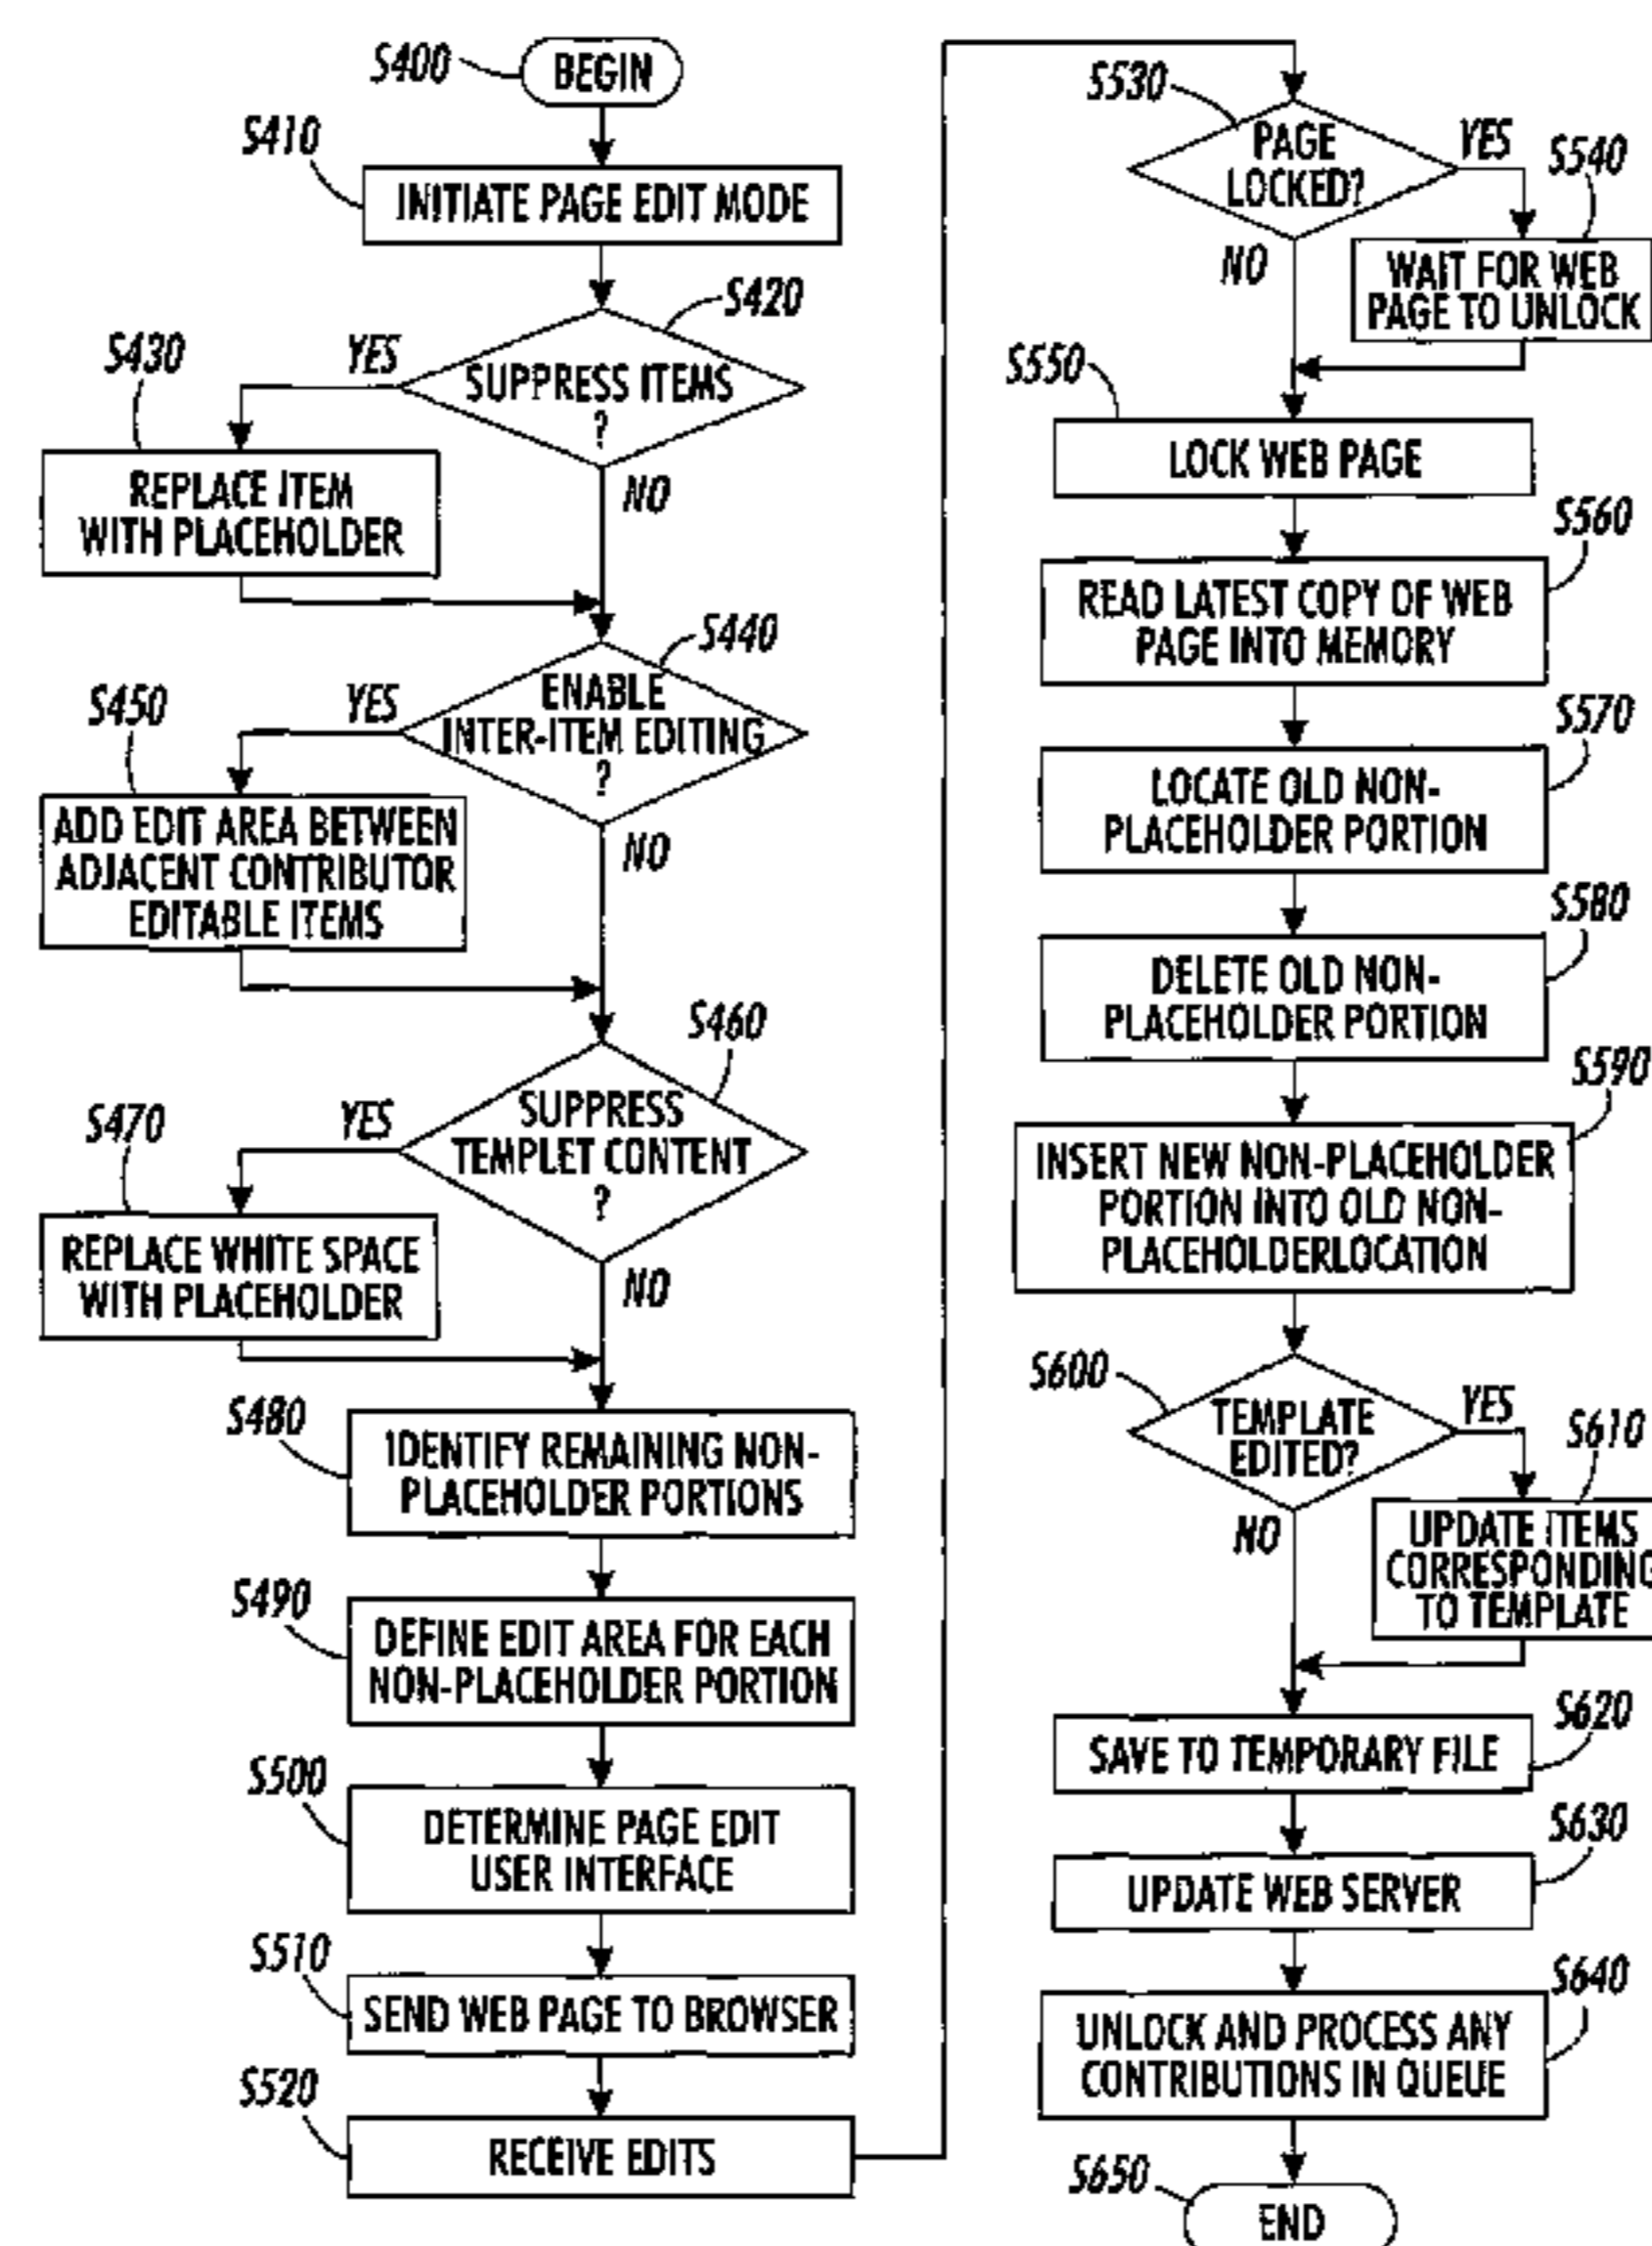 S400
BEGIN
S410
INITIATE PAGE EDIT MODE
S420
SUPPRESS ITEMS
?
YES
NO
S430
REPLACE ITEM
WITH PLACEHOLDER
S440
ENABLE
INTER-ITEM EDITING
?
YES
NO
S450
ADD EDIT AREA BETWEEN
ADJACENT CONTRIBUTOR
EDITABLE ITEMS
S460
SUPPRESS
TEMPLET CONTENT
?
YES
NO
S470
REPLACE WHITE SPACE
WITH PLACEHOLDER
S480
IDENTIFY REMAINING NON-
PLACEHOLDER PORTIONS
S490
DEFINE EDIT AREA FOR EACH
NON-PLACEHOLDER PORTION
S500
DETERMINE PAGE EDIT
USER INTERFACE
S510
SEND WEB PAGE TO BROWSER
S520
RECEIVE EDITS
S530
PAGE
LOCKED?
YES
NO
S540
WAIT FOR WEB
PAGE TO UNLOCK
S550
LOCK WEB PAGE
S560
READ LATEST COPY OF WEB
PAGE INTO MEMORY
S570
LOCATE OLD NON-
PLACEHOLDER PORTION
S580
DELETE OLD NON-
PLACEHOLDER PORTION
S590
INSERT NEW NON-PLACEHOLDER
PORTION INTO OLD NON-
PLACEHOLDERLOCATION
S600
TEMPLATE
EDITED?
YES
NO
S610
UPDATE ITEMS
CORRESPONDING
TO TEMPLATE
S620
SAVE TO TEMPORARY FILE
S630
UPDATE WEB SERVER
S640
UNLOCK AND PROCESS ANY
CONTRIBUTIONS IN QUEUE
S650
END